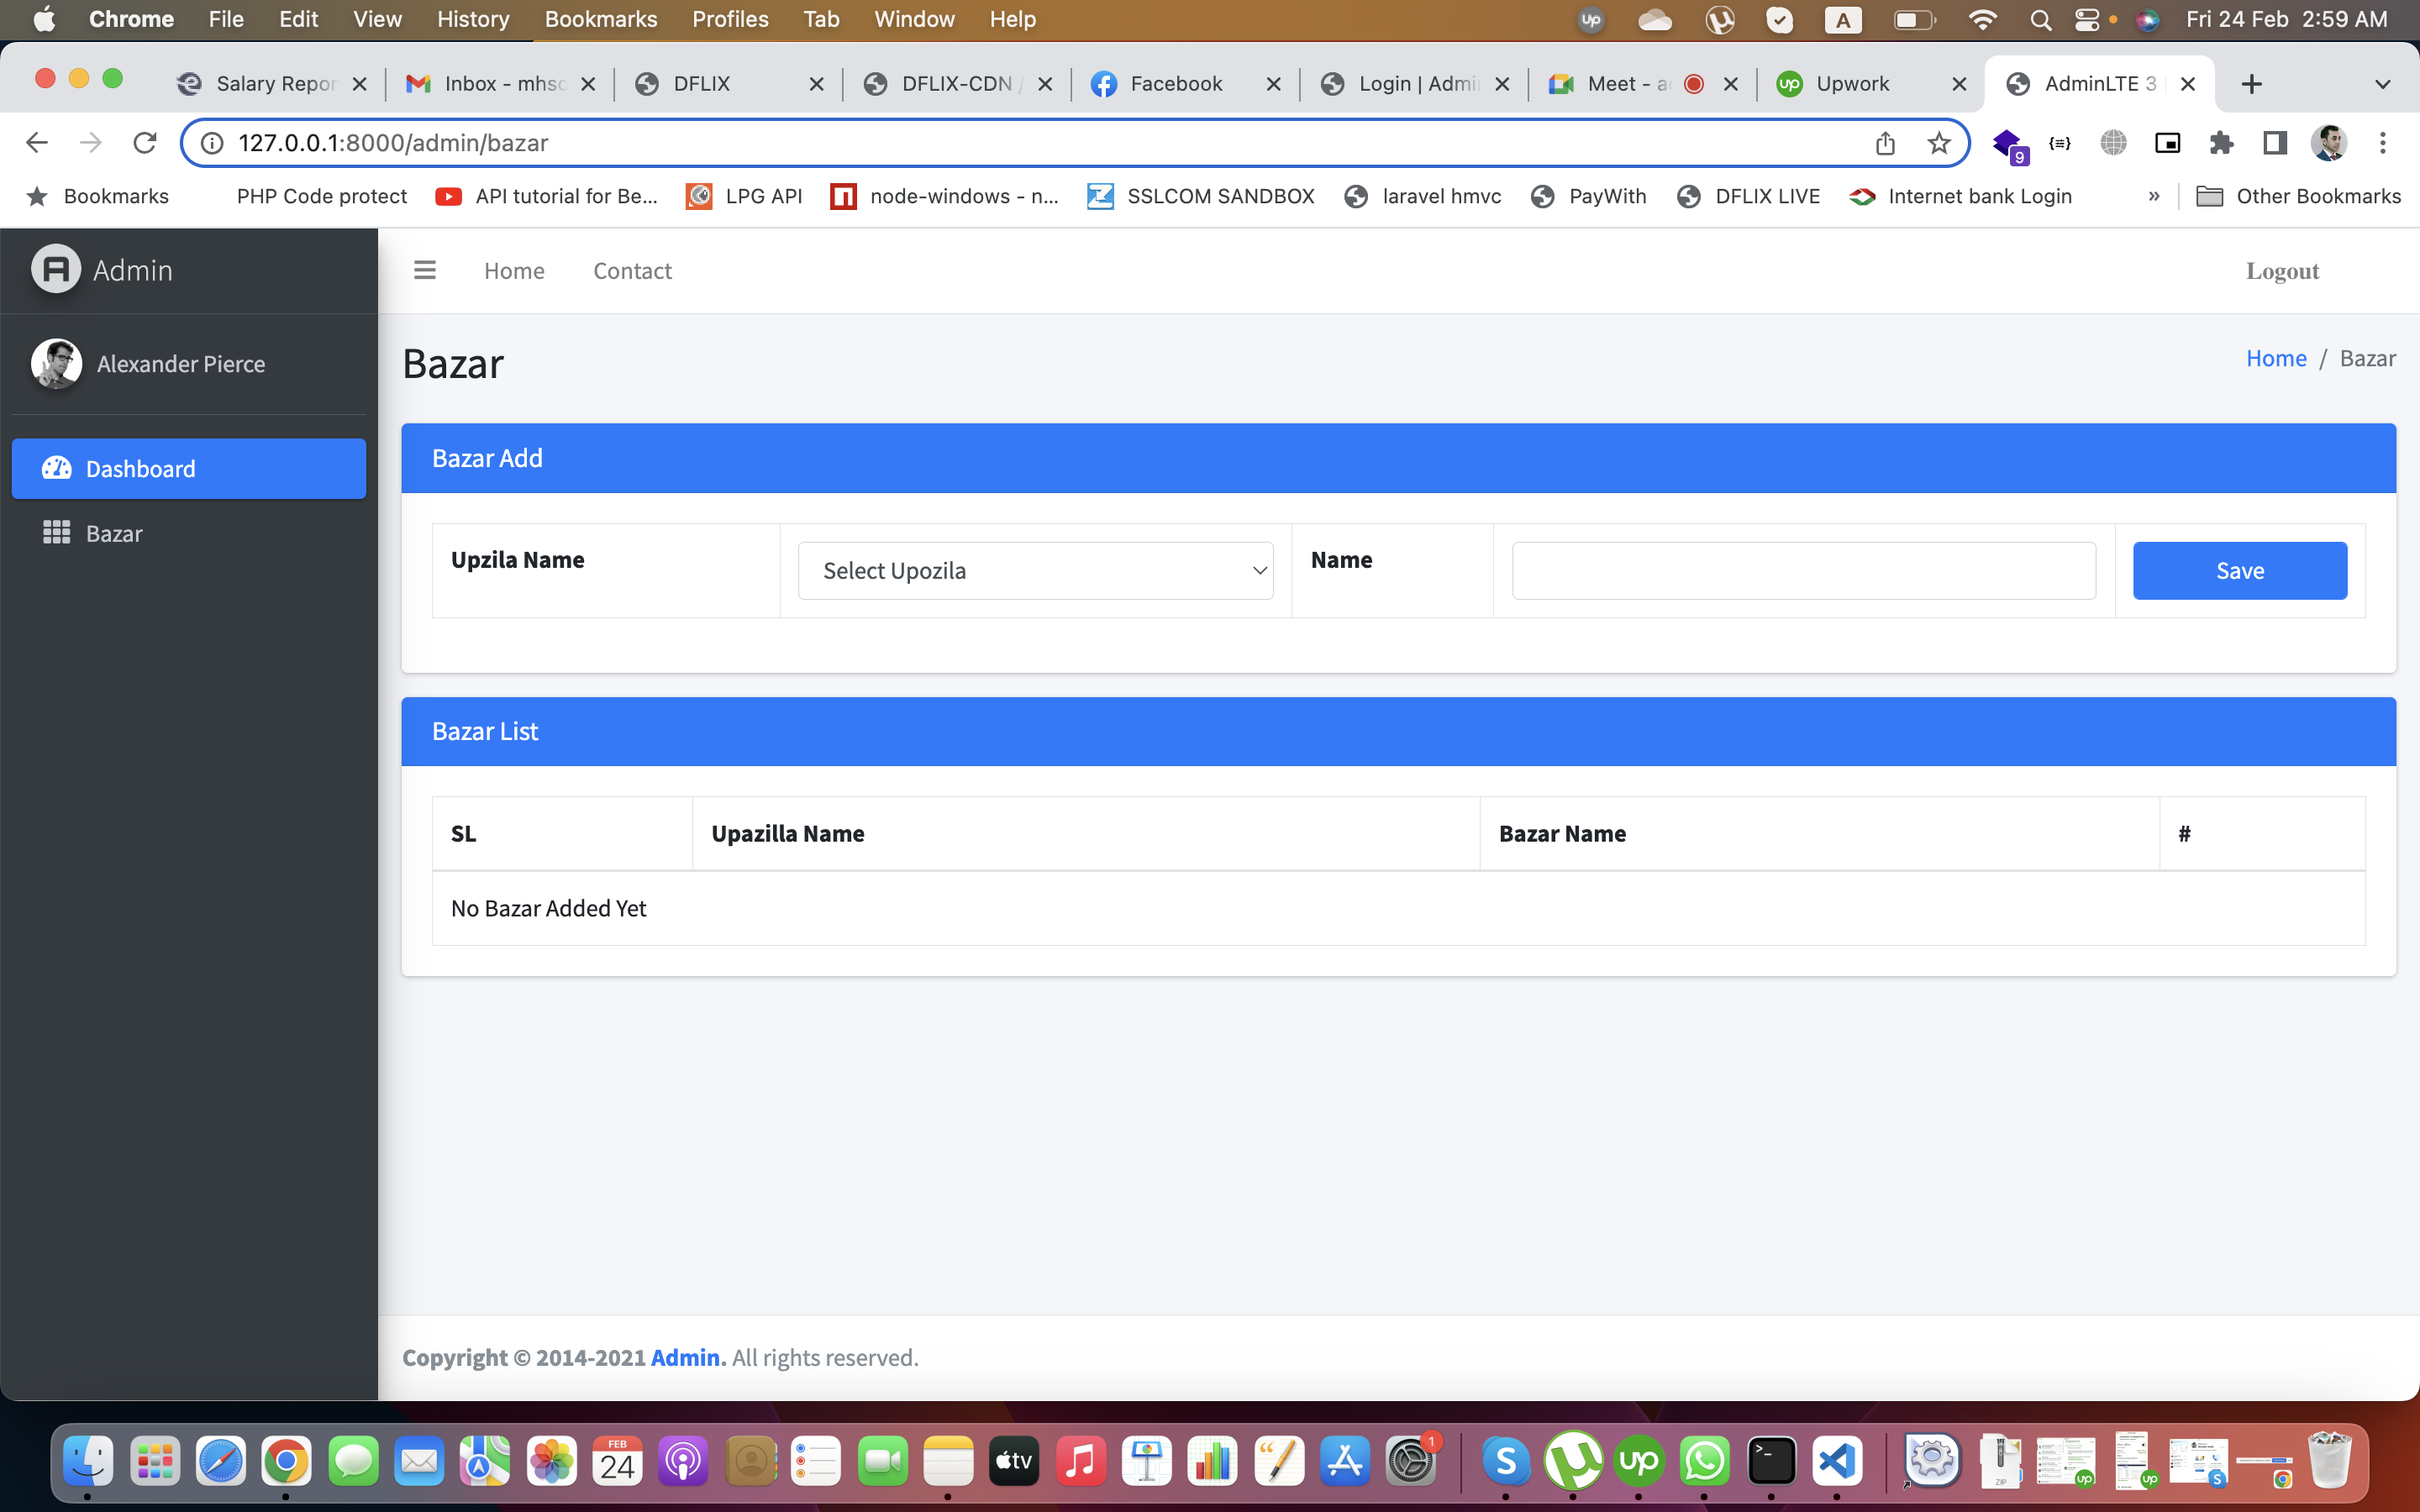 Chrome File Edit View History Bookmarks Profiles Tab Window Help A Fri 24 Feb 2:59 AM
Salary Repor Inbox - mhsc DFLIX DFLIX-CDN / Facebook Login | Admi Meet - a Upwork AdminLTE 3
127.0.0.1:8000/admin/bazar 9
Bookmarks PHP Code protect API tutorial for Be... LPG API node-windows - n... SSLCOM SANDBOX laravel hmvc PayWith DFLIX LIVE Internet bank Login » Other Bookmarks
Admin
Home Contact Logout
Alexander Pierce
Bazar
Home / Bazar
Dashboard
Bazar
Bazar Add
Upzila Name Select Upozila Name Save
Bazar List
SL Upazilla Name Bazar Name #
No Bazar Added Yet
Copyright © 2014-2021 Admin. All rights reserved.
FEB
24
tv
1
up
ZIP